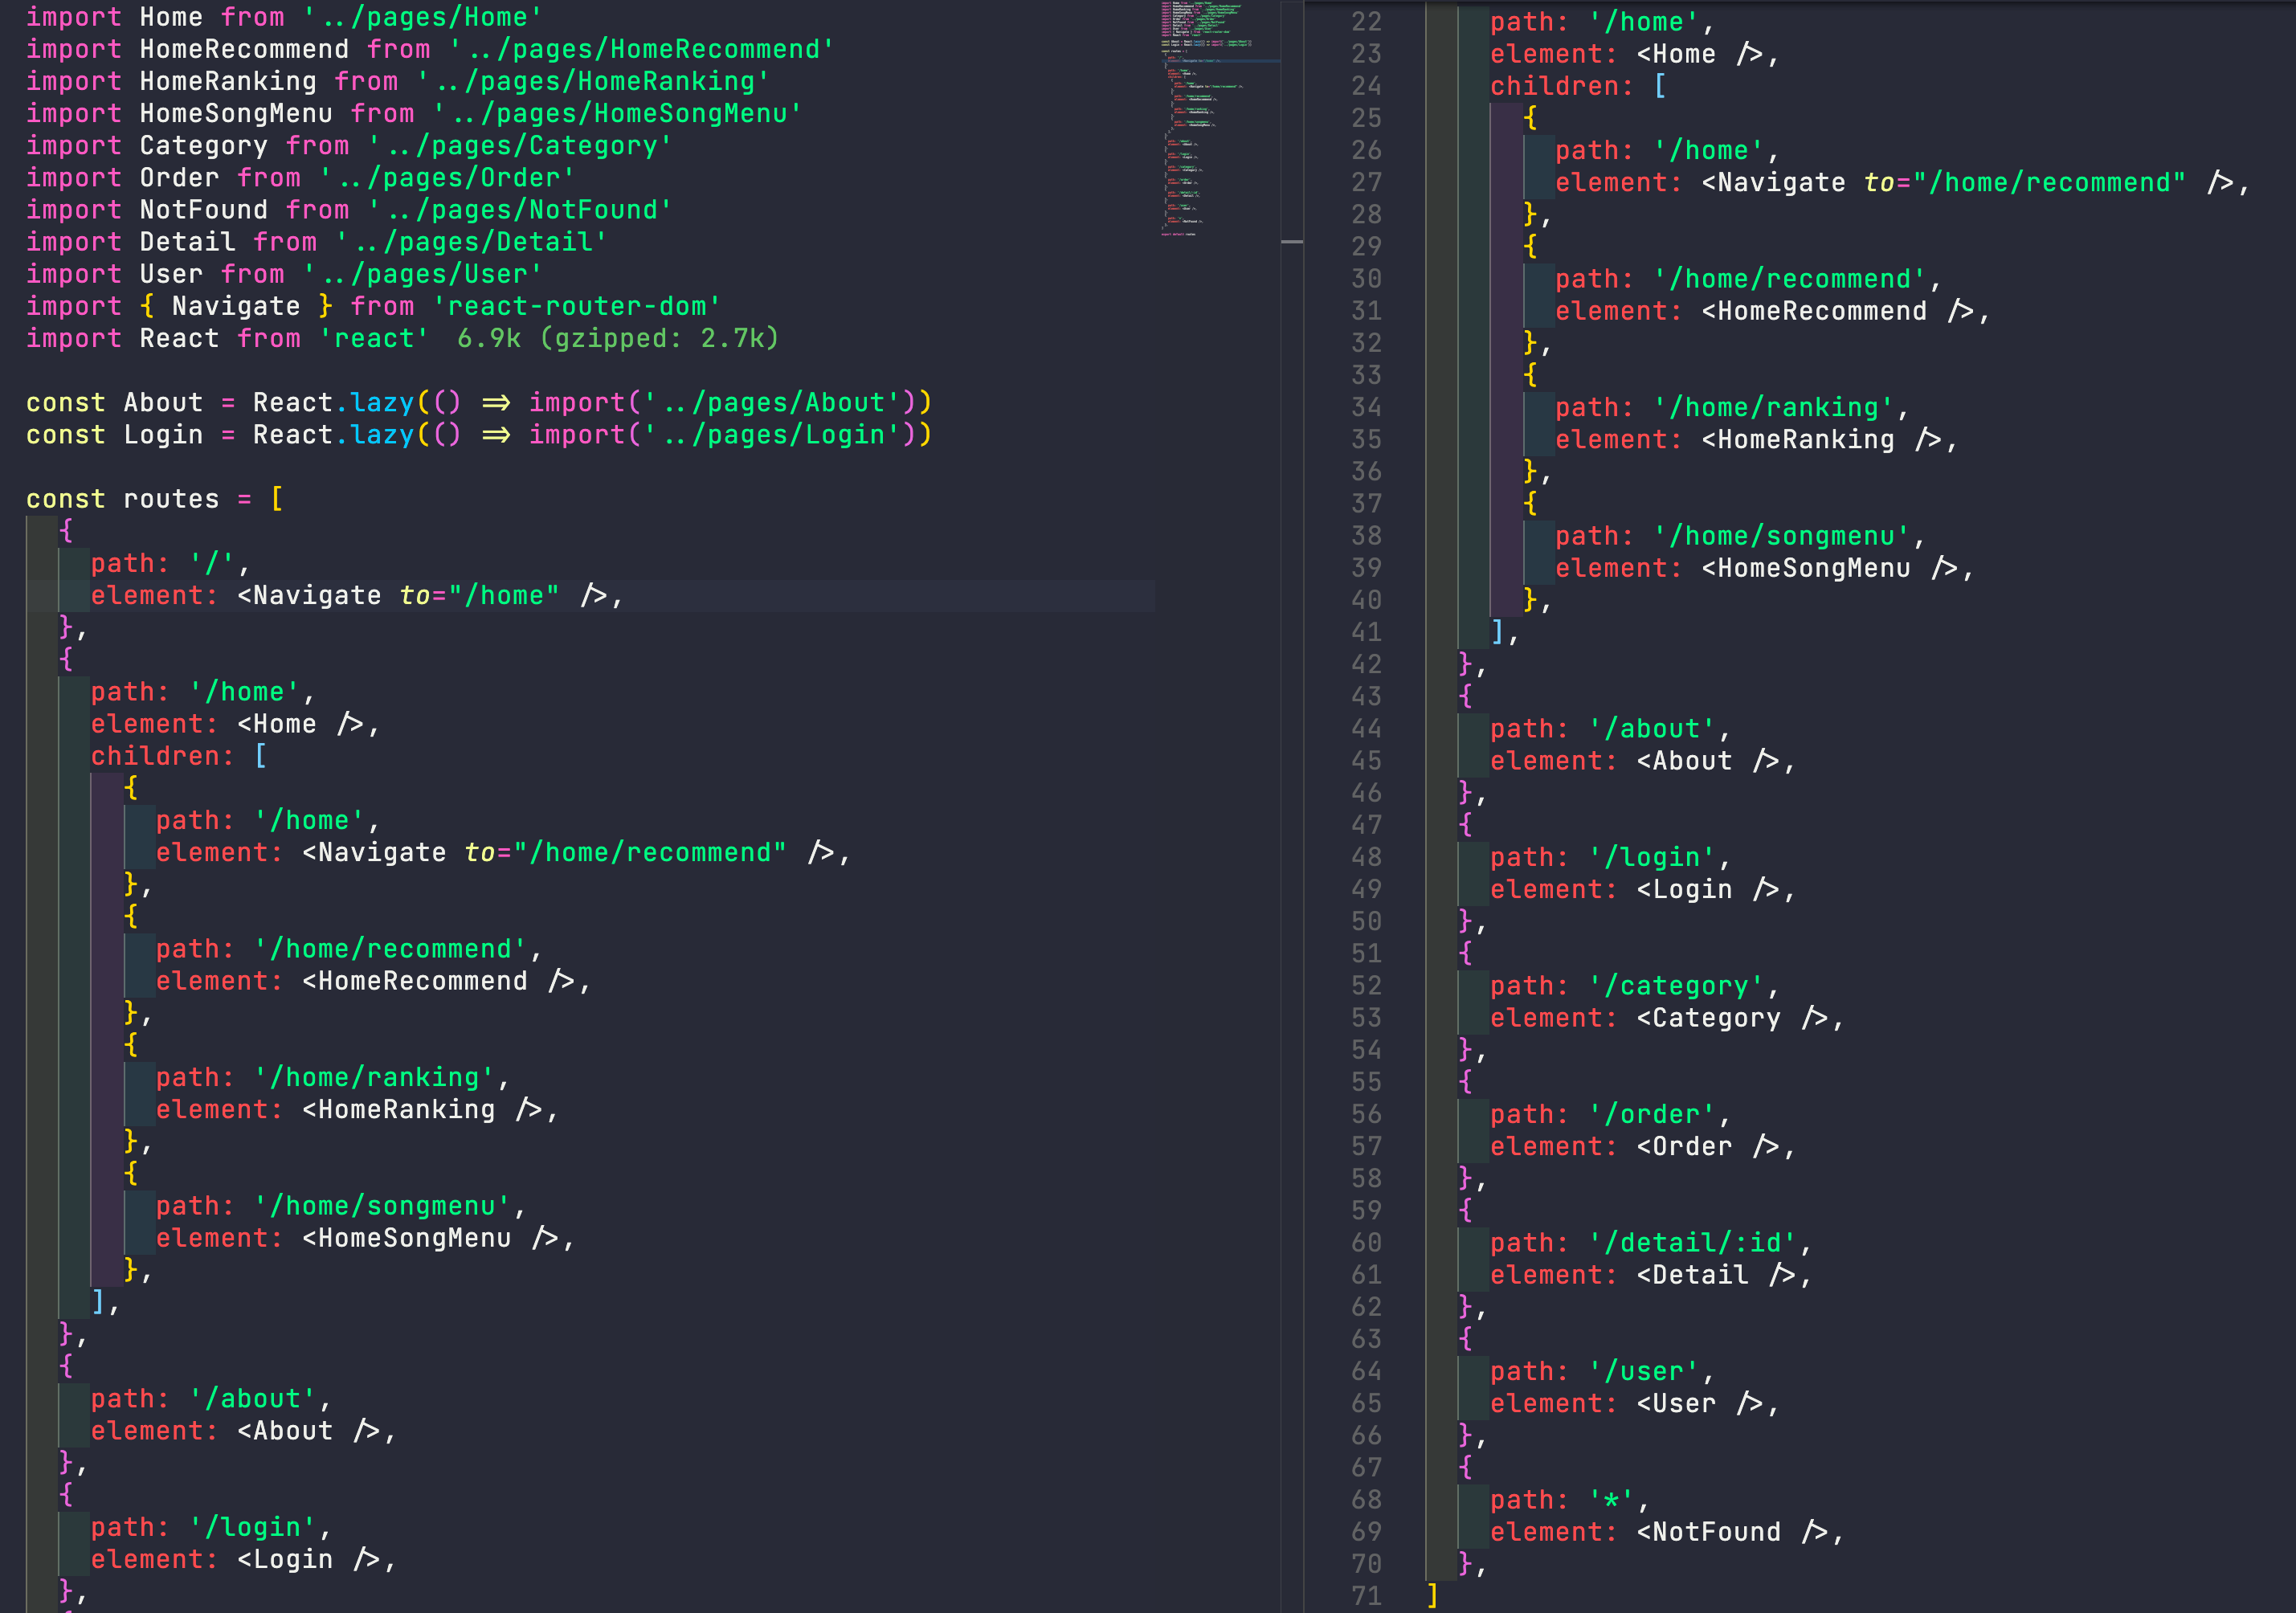 import Home from '../pages/Home'
import HomeRecommend from '../pages/HomeRecommend'
import HomeRanking from '../pages/HomeRanking'
import HomeSongMenu from '../pages/HomeSongMenu'
import Category from '../pages/Category'
import Order from '../pages/Order'
import NotFound from '../pages/NotFound'
import Detail from '../pages/Detail'
import User from '../pages/User'
import { Navigate } from 'react-router-dom'
import React from 'react' 6.9k (gzipped: 2.7k)
const About = React.lazy(() => import('../pages/About'))
const Login = React.lazy(() => import('../pages/Login'))
const routes = [
{
path: '/',
element: <Navigate to="/home" />,
},
{
path: '/home',
element: <Home />,
children: [
{
path: '/home',
element: <Navigate to="/home/recommend" />,
},
{
path: '/home/recommend',
element: <HomeRecommend />,
},
{
path: '/home/ranking',
element: <HomeRanking />,
},
{
path: '/home/songmenu',
element: <HomeSongMenu />,
},
],
},
{
path: '/about',
element: <About />,
},
{
path: '/login',
element: <Login />,
},
22 path: '/home',
23 element: <Home />,
24 children: [
25 {
26 path: '/home',
27 element: <Navigate to="/home/recommend" />,
28 },
29 {
30 path: '/home/recommend',
31 element: <HomeRecommend />,
32 },
33 {
34 path: '/home/ranking',
35 element: <HomeRanking />,
36 },
37 {
38 path: '/home/songmenu',
39 element: <HomeSongMenu />,
40 },
41 ],
42 },
43 {
44 path: '/about',
45 element: <About />,
46 },
47 {
48 path: '/login',
49 element: <Login />,
50 },
51 {
52 path: '/category',
53 element: <Category />,
54 },
55 {
56 path: '/order',
57 element: <Order />,
58 },
59 {
60 path: '/detail/:id',
61 element: <Detail />,
62 },
63 {
64 path: '/user',
65 element: <User />,
66 },
67 {
68 path: '*',
69 element: <NotFound />,
70 },
71 ]